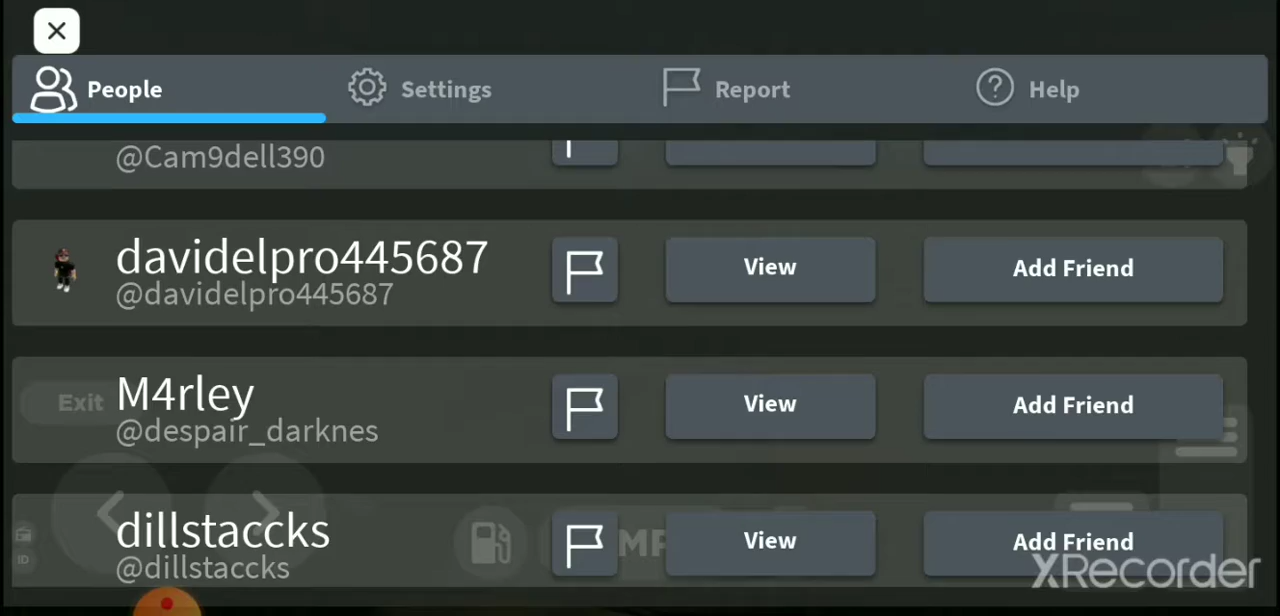 People Settings Report Help
@Cam9dell390
davidelpro445687
@davidelpro445687
View Add Friend
Exit
M4rley
@despair_darknes
View Add Friend
dillstaccks
@dillstaccks
View Add Friend
ID
XRecorder